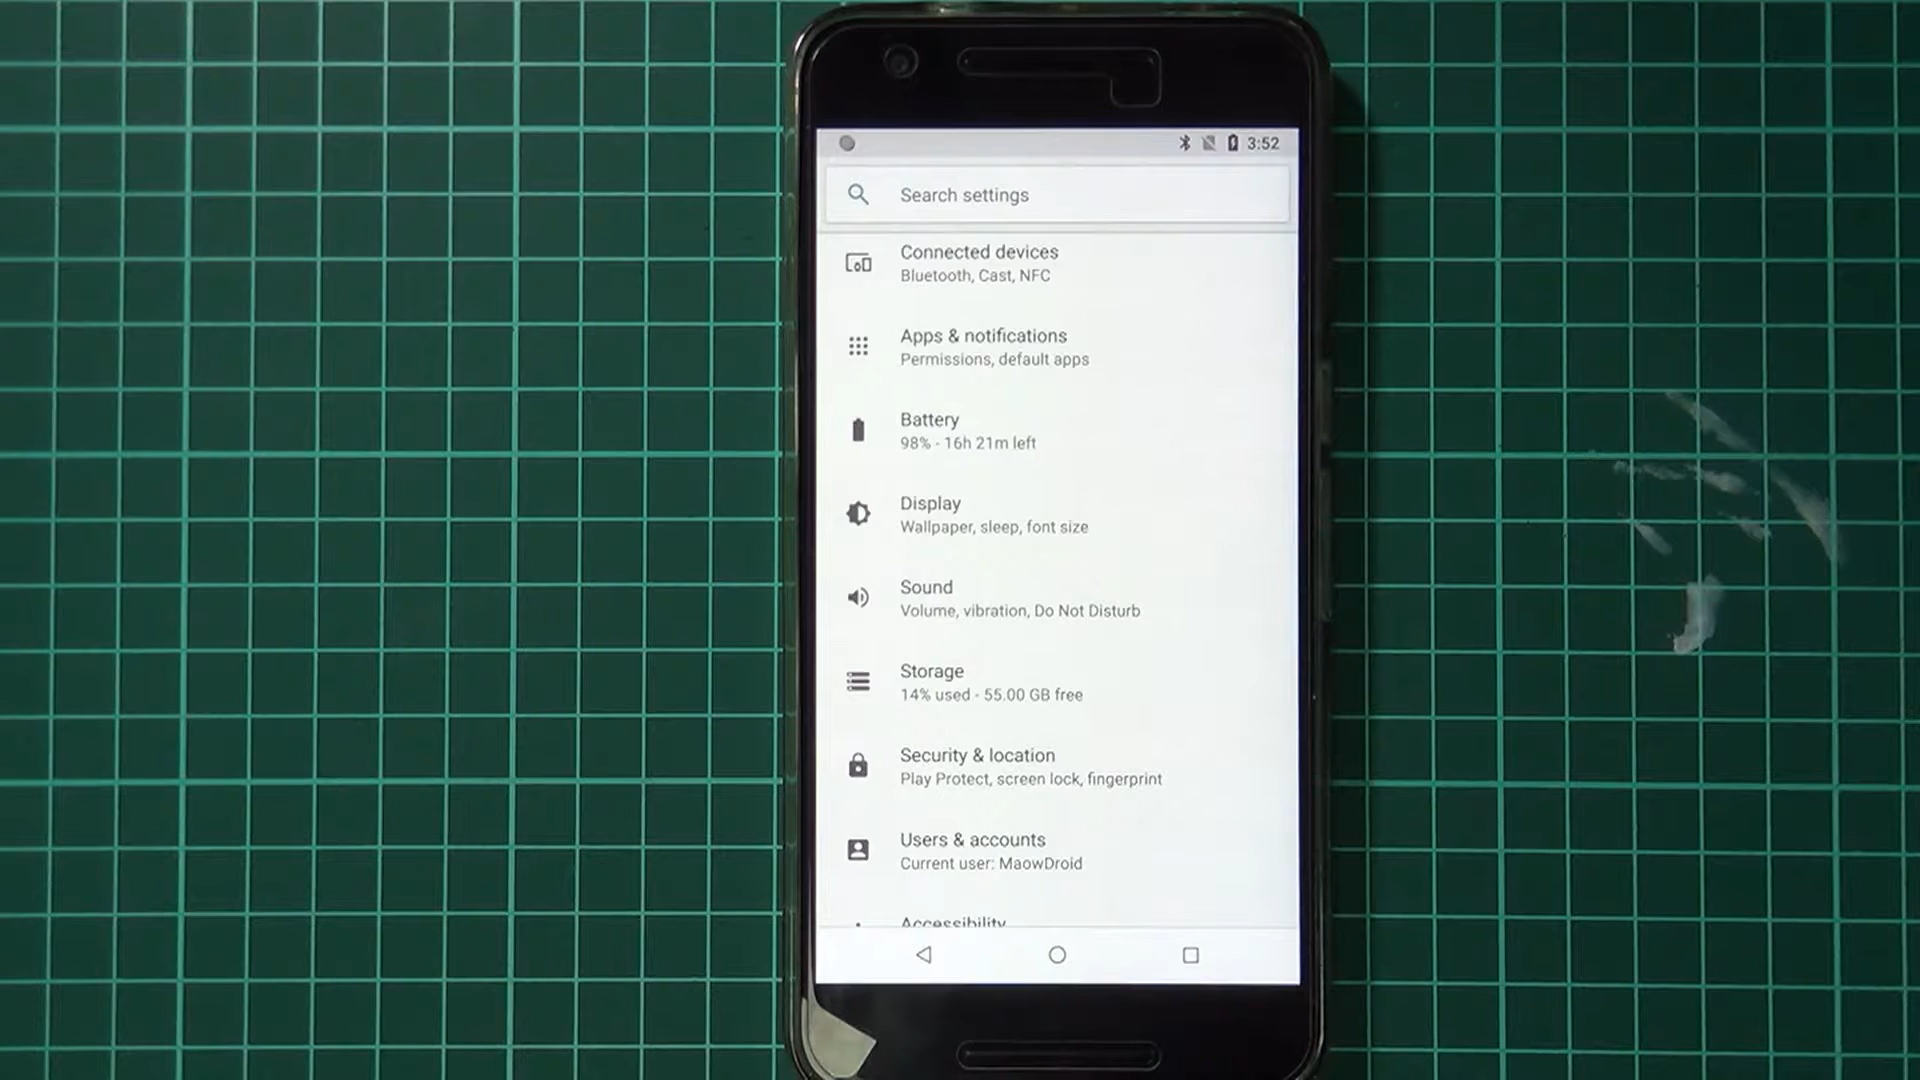 3:52
Search settings
Connected devices
Bluetooth, Cast, NFC
Apps & notifications
Permissions, default apps
Battery
98% - 16h 21m left
Display
Wallpaper, sleep, font size
Sound
Volume, vibration, Do Not Disturb
Storage
14% used - 55.00 GB free
Security & location
Play Protect, screen lock, fingerprint
Users & accounts
Current user: MaowDroid
Accessibility